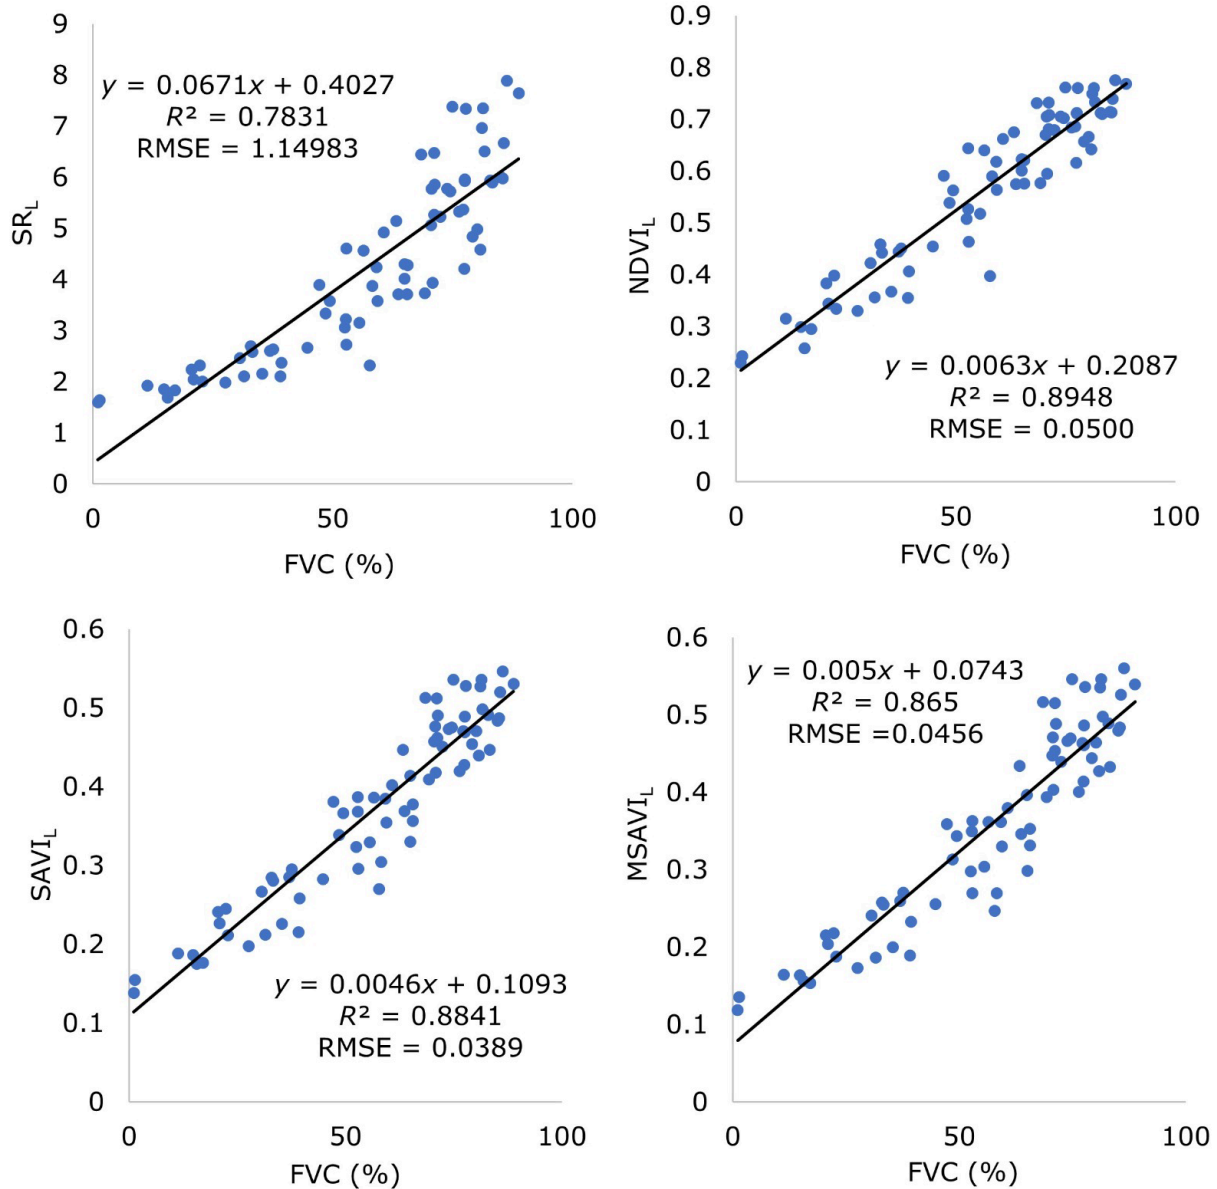 9
8
7
6
5
4
3
2
1
0
SR_L
y = 0.0671x + 0.4027
R² = 0.7831
RMSE = 1.14983
0 50 100
FVC (%)
0.9
0.8
0.7
0.6
0.5
0.4
0.3
0.2
0.1
0
NDVI_L
y = 0.0063x + 0.2087
R² = 0.8948
RMSE = 0.0500
0 50 100
FVC (%)
0.6
0.5
0.4
0.3
0.2
0.1
0
SAVI_L
y = 0.0046x + 0.1093
R² = 0.8841
RMSE = 0.0389
0 50 100
FVC (%)
0.6
0.5
0.4
0.3
0.2
0.1
0
MSAVI_L
y = 0.005x + 0.0743
R² = 0.865
RMSE =0.0456
0 50 100
FVC (%)